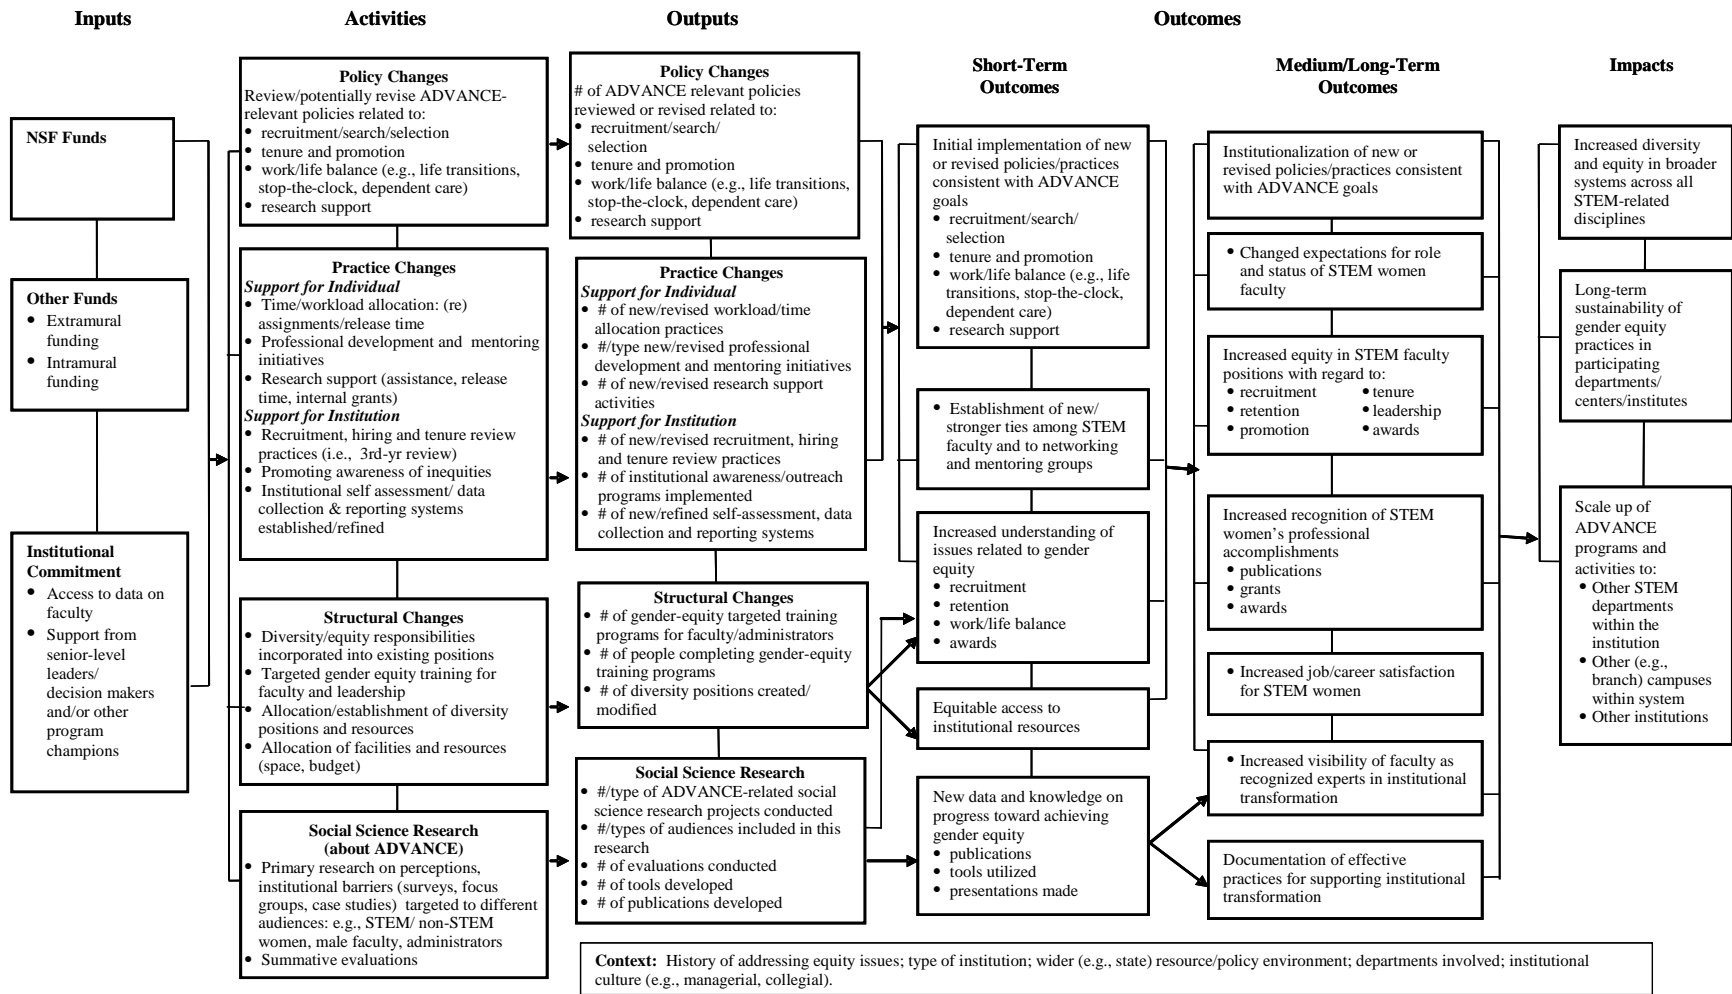 Inputs
Activities
Outputs
Outcomes
Short-Term
Outcomes
Medium/Long-Term
Outcomes
Impacts
NSF Funds
Other Funds
• Extramural
funding
• Intramural
funding
Institutional
Commitment
• Access to data on
faculty
• Support from
senior-level
leaders/
decision makers
and/or other
program
champions
Policy Changes
Review/potentially revise ADVANCE-
relevant policies related to:
• recruitment/search/selection
• tenure and promotion
• work/life balance (e.g., life transitions,
stop-the-clock, dependent care)
• research support
Practice Changes
Support for Individual
• Time/workload allocation: (re)
assignments/release time
• Professional development and mentoring
initiatives
• Research support (assistance, release
time, internal grants)
Support for Institution
• Recruitment, hiring and tenure review
practices (i.e., 3rd-yr review)
• Promoting awareness of inequities
• Institutional self assessment/ data
collection & reporting systems
established/refined
Structural Changes
• Diversity/equity responsibilities
incorporated into existing positions
• Targeted gender equity training for
faculty and leadership
• Allocation/establishment of diversity
positions and resources
• Allocation of facilities and resources
(space, budget)
Social Science Research
(about ADVANCE)
• Primary research on perceptions,
institutional barriers (surveys, focus
groups, case studies) targeted to different
audiences: e.g., STEM/ non-STEM
women, male faculty, administrators
• Summative evaluations
Policy Changes
# of ADVANCE relevant policies
reviewed or revised related to:
• recruitment/search/
selection
• tenure and promotion
• work/life balance (e.g., life transitions,
stop-the-clock, dependent care)
• research support
Practice Changes
Support for Individual
• # of new/revised workload/time
allocation practices
• #/type new/revised professional
development and mentoring initiatives
• # of new/revised research support
activities
Support for Institution
• # of new/revised recruitment, hiring
and tenure review practices
• # of institutional awareness/outreach
programs implemented
• # of new/refined self-assessment, data
collection and reporting systems
Structural Changes
• # of gender-equity targeted training
programs for faculty/administrators
• # of people completing gender-equity
training programs
• # of diversity positions created/
modified
Social Science Research
• #/type of ADVANCE-related social
science research projects conducted
• #/types of audiences included in this
research
• # of evaluations conducted
• # of tools developed
• # of publications developed
Initial implementation of new
or revised policies/practices
consistent with ADVANCE
goals
• recruitment/search/
selection
• tenure and promotion
• work/life balance (e.g., life
transitions, stop-the-clock,
dependent care)
• research support
• Establishment of new/
stronger ties among STEM
faculty and to networking
and mentoring groups
Increased understanding of
issues related to gender
equity
• recruitment
• retention
• work/life balance
• awards
Equitable access to
institutional resources
New data and knowledge on
progress toward achieving
gender equity
• publications
• tools utilized
• presentations made
Institutionalization of new or
revised policies/practices consistent
with ADVANCE goals
• Changed expectations for role
and status of STEM women
faculty
Increased equity in STEM faculty
positions with regard to:
• recruitment • tenure
• retention • leadership
• promotion • awards
Increased recognition of STEM
women’s professional
accomplishments
• publications
• grants
• awards
• Increased job/career satisfaction
for STEM women
• Increased visibility of faculty as
recognized experts in institutional
transformation
Documentation of effective
practices for supporting institutional
transformation
Increased diversity
and equity in broader
systems across all
STEM-related
disciplines
Long-term
sustainability of
gender equity
practices in
participating
departments/
centers/institutes
Scale up of
ADVANCE
programs and
activities to:
• Other STEM
departments
within the
institution
• Other (e.g.,
branch) campuses
within system
• Other institutions
Context: History of addressing equity issues; type of institution; wider (e.g., state) resource/policy environment; departments involved; institutional
culture (e.g., managerial, collegial).